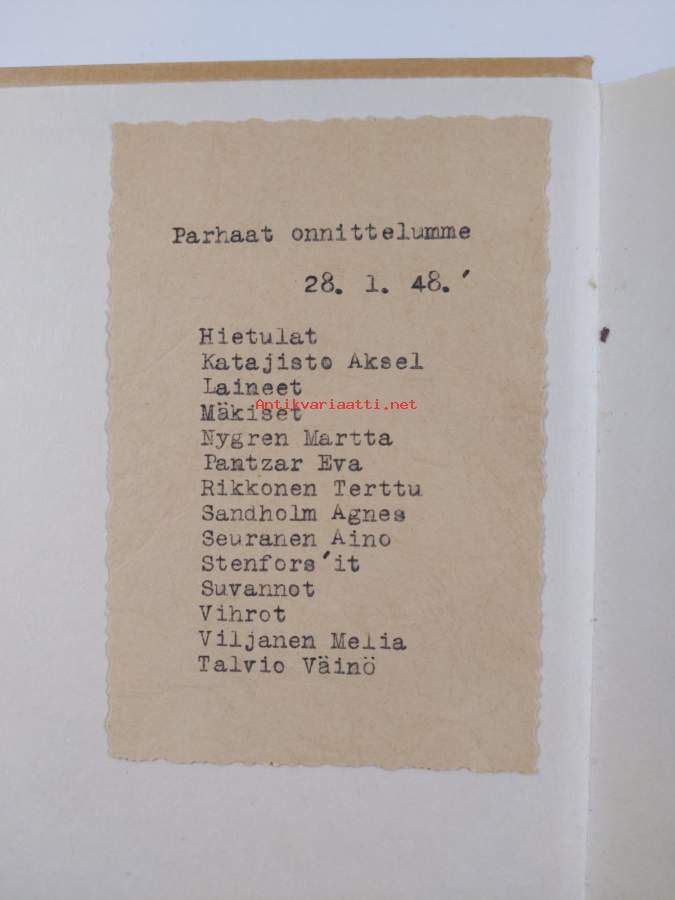 Parhaat onnittelumme
28. 1. 48.´
Hietulat
Katajisto Aksel
Laineet
Antikvariaatti.net
Mäkiset
Nygren Martta
Pantzar Eva
Rikkonen Terttu
Sandholm Agnes
Seuranen Aino
Stenfors´it
Suvannot
Vihrot
Viljanen Melia
Talvio Väinö